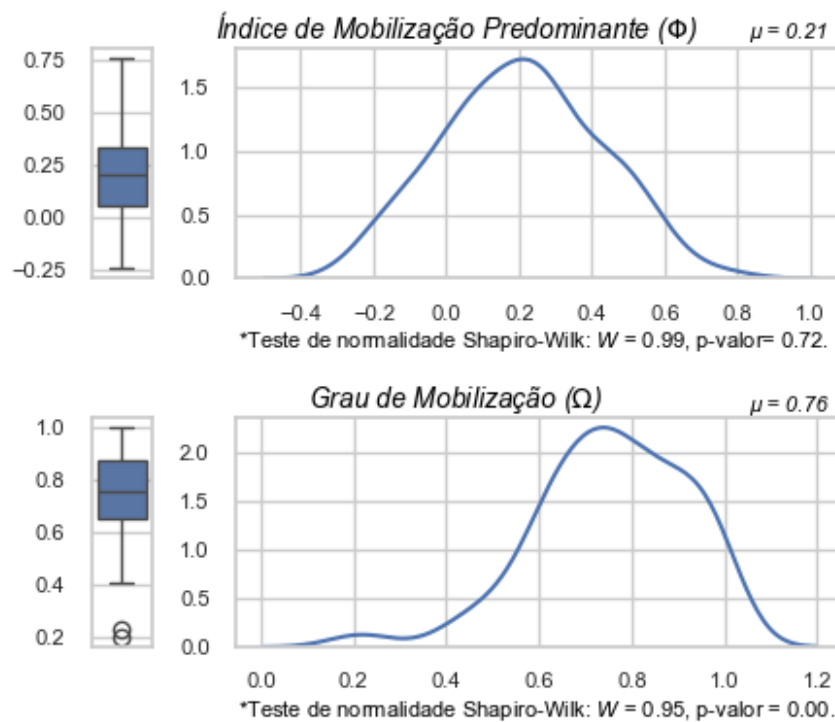 Índice de Mobilização Predominante (Φ)
μ = 0.21
0.75
0.50
0.25
0.00
−0.25
1.5
1.0
0.5
0.0
−0.4 −0.2 0.0 0.2 0.4 0.6 0.8 1.0
*Teste de normalidade Shapiro-Wilk: W = 0.99, p-valor= 0.72.
Grau de Mobilização (Ω)
μ = 0.76
1.0
0.8
0.6
0.4
0.2
2.0
1.5
1.0
0.5
0.0
0.0 0.2 0.4 0.6 0.8 1.0 1.2
*Teste de normalidade Shapiro-Wilk: W = 0.95, p-valor = 0.00.